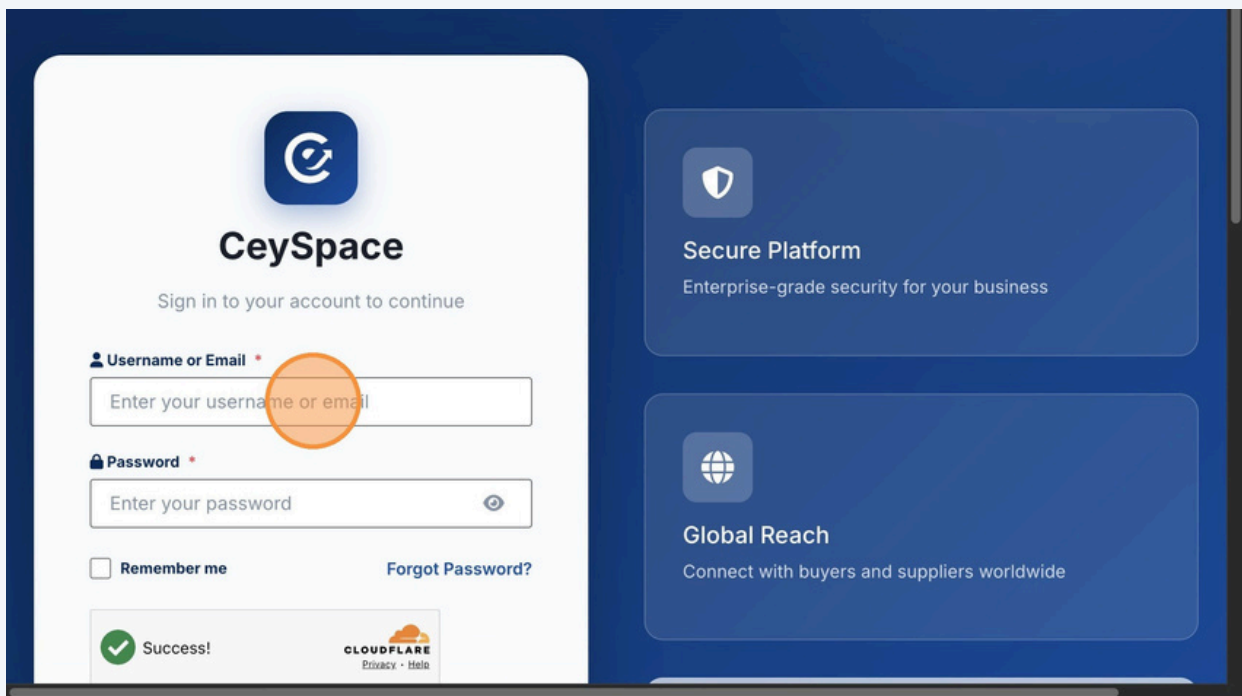 CeySpace
Sign in to your account to continue
Username or Email *
Enter your username or email
Password *
Enter your password
Remember me
Forgot Password?
Success!
CLOUDFLARE
Privacy • Help
Secure Platform
Enterprise-grade security for your business
Global Reach
Connect with buyers and suppliers worldwide